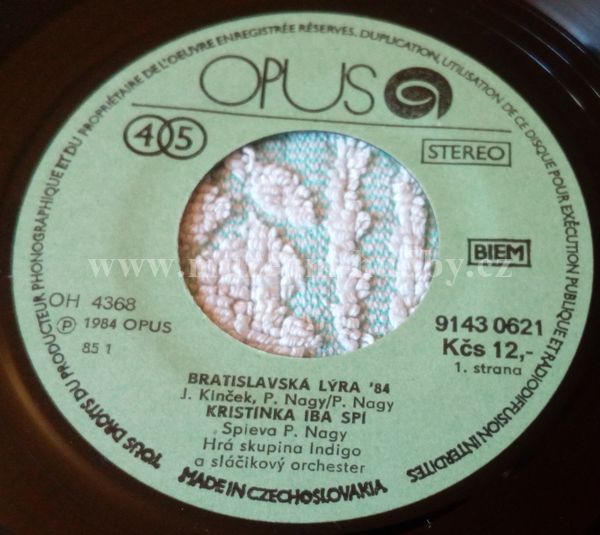 TOUS DROITS DU PRODUCTEUR PHONOGRAPHIQUE ET DU PROPRIÉTAIRE DE L'OEUVRE ENREGISTRÉE RÉSERVÉS. DUPLICATION, UTILISATION DE CE DISQUE POUR EXÉCUTION PUBLIQUE ET RADIODIFFUSION INTERDITES
OPUS
45
STEREO
BIEM
OH 4368
℗ 1984 OPUS
85 1
9143 0621
Kčs 12,-
1. strana
BRATISLAVSKÁ LÝRA '84
J. Kinček, P. Nagy/P. Nagy
KRISTÍNKA IBA SPÍ
Spieva P. Nagy
Hrá skupina Indigo
a sláčikový orchester
MADE IN CZECHOSLOVAKIA